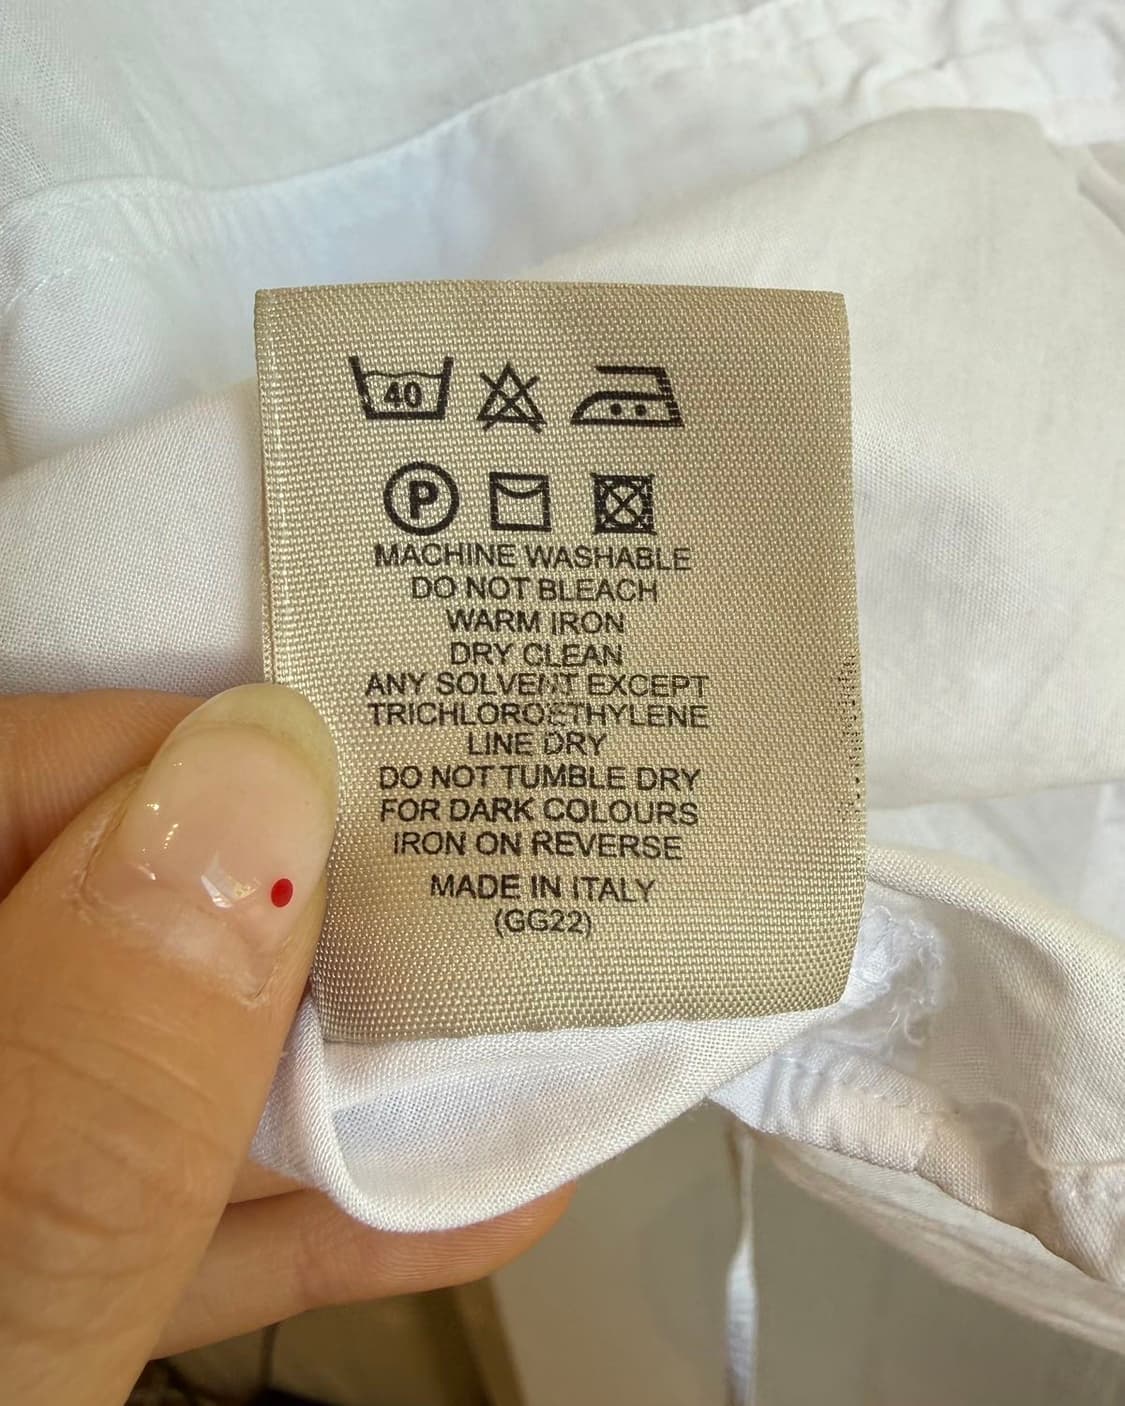 40
P
MACHINE WASHABLE
DO NOT BLEACH
WARM IRON
DRY CLEAN
ANY SOLVENT EXCEPT
TRICHLOROETHYLENE
LINE DRY
DO NOT TUMBLE DRY
FOR DARK COLOURS
IRON ON REVERSE
MADE IN ITALY
(GG22)